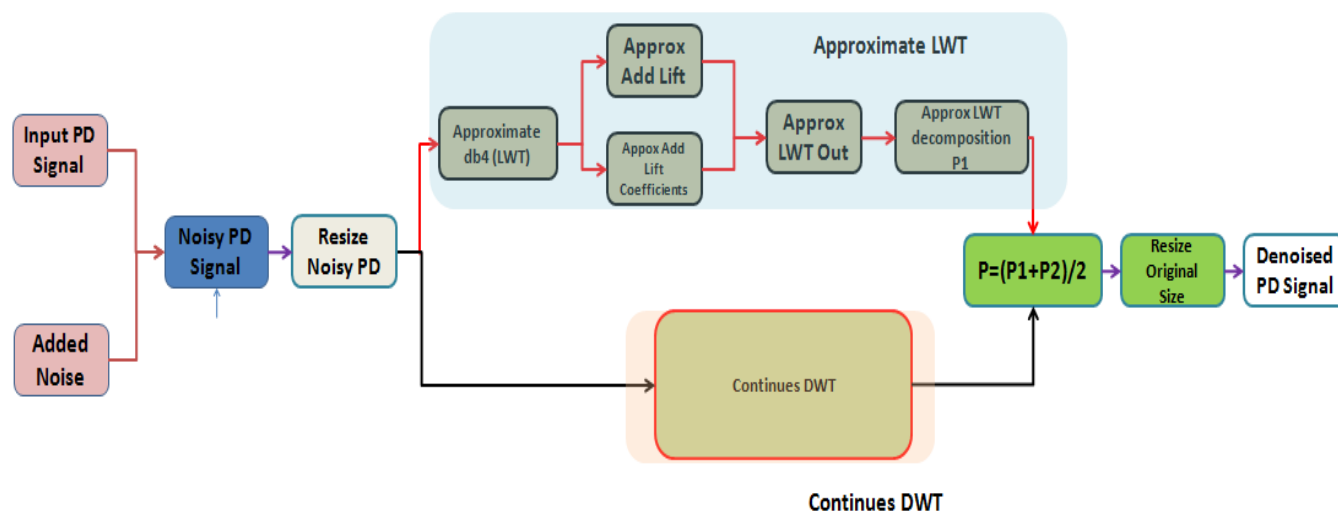 Approximate LWT
Approx
Add Lift
Input PD
Signal
Approximate
db4 (LWT)
Appox Add
Lift
Coefficients
Approx
LWT Out
Approx LWT
decomposition
P1
Noisy PD
Signal
Resize
Noisy PD
P=(P1+P2)/2
Resize
Original
Size
Denoised
PD Signal
Added
Noise
Continues DWT
Continues DWT